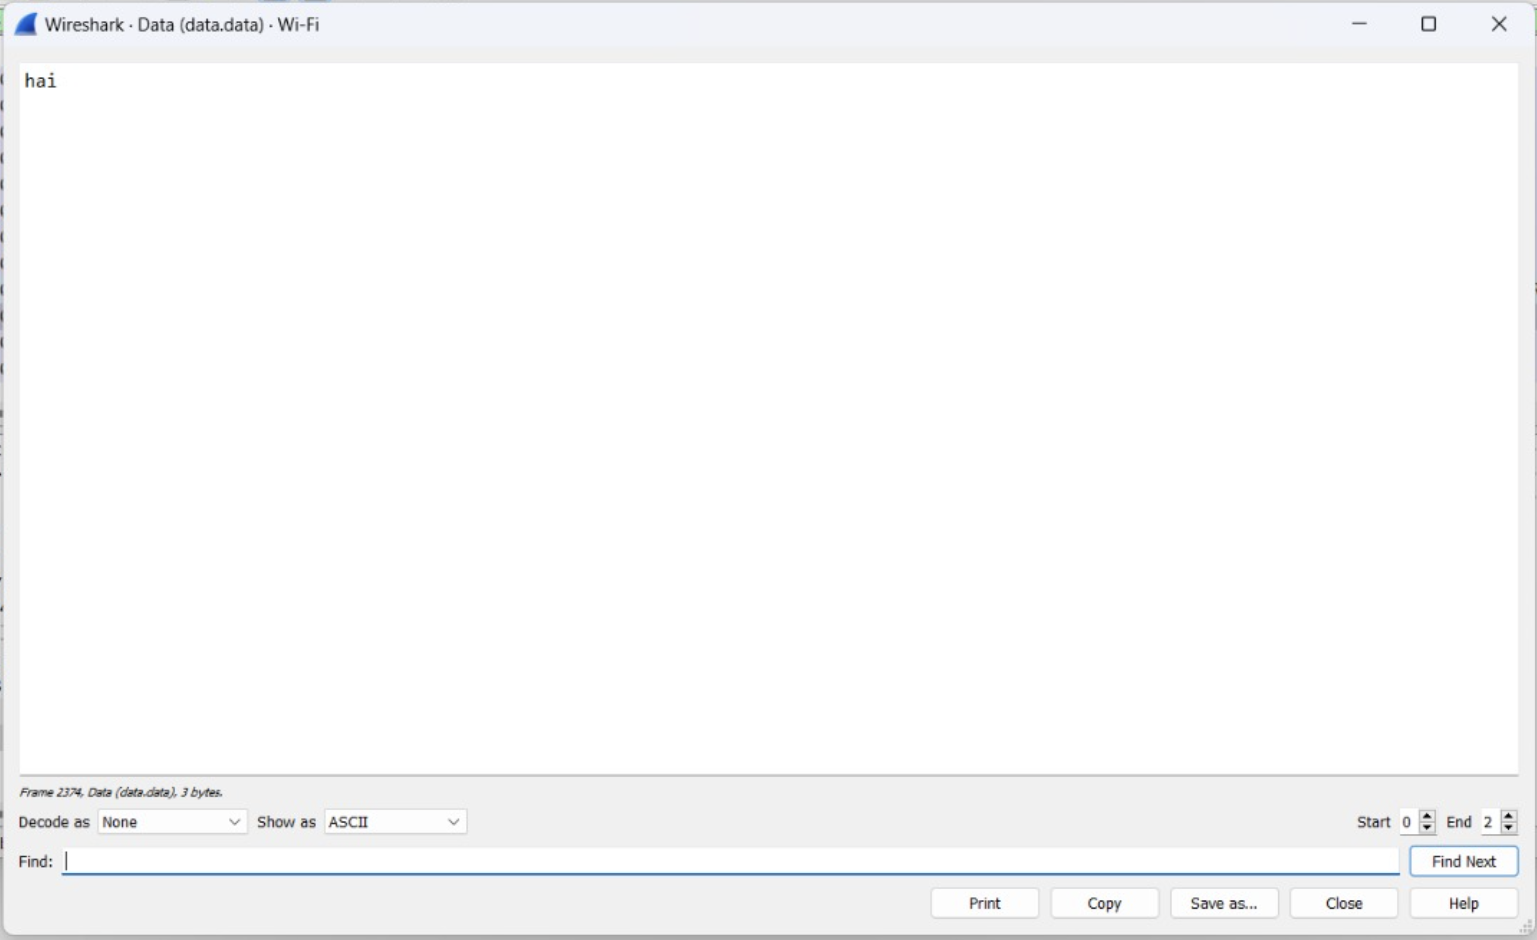 Wireshark · Data (data.data) · Wi-Fi
hai
Frame 2374, Data (data.data), 3 bytes.
Decode as None Show as ASCII Start 0 End 2
Find: Find Next
Print Copy Save as... Close Help